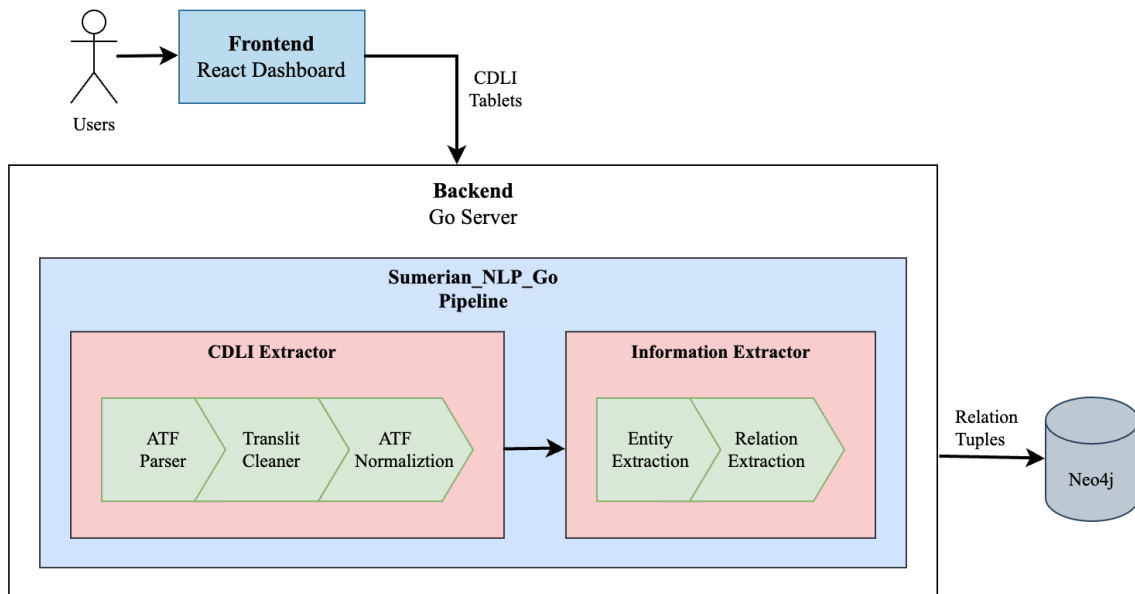 Users
Frontend
React Dashboard
CDLI
Tablets
Backend
Go Server
Sumerian_NLP_Go
Pipeline
CDLI Extractor
ATF
Parser
Translit
Cleaner
ATF
Normaliztion
Information Extractor
Entity
Extraction
Relation
Extraction
Relation
Tuples
Neo4j